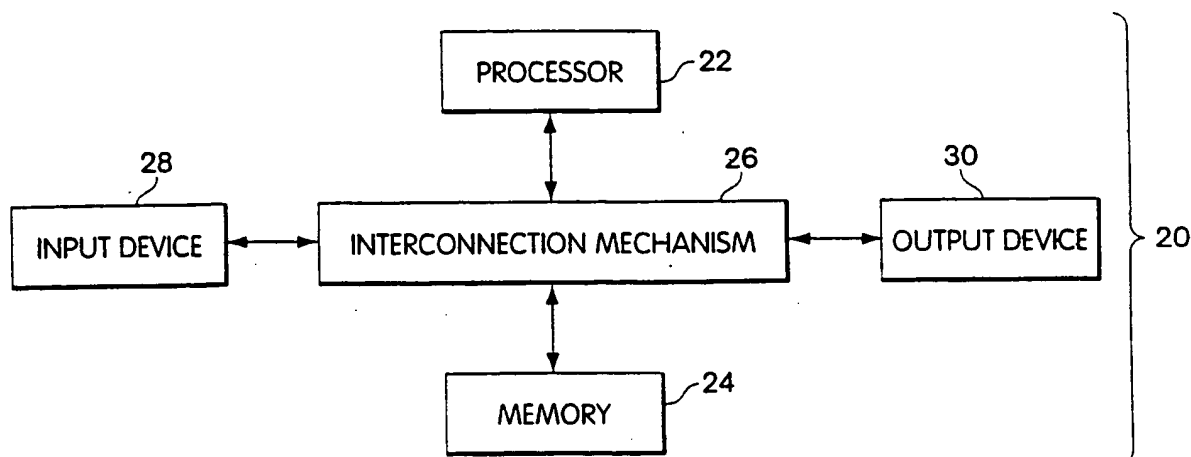 PROCESSOR
22
28
26
30
INPUT DEVICE
INTERCONNECTION MECHANISM
OUTPUT DEVICE
20
MEMORY
24